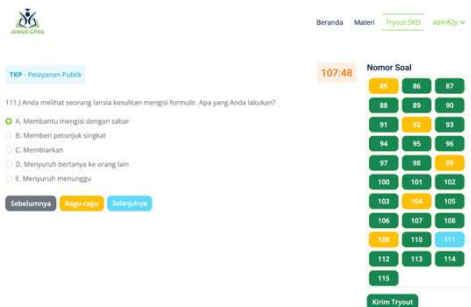 JENIUS CPNS
Beranda Materi Tryout SKD apin82y
TKP - Pelayanan Publik
107:48
111.) Anda melihat seorang lansia kesulitan mengisi formulir. Apa yang Anda lakukan?
A. Membantu mengisi dengan sabar
B. Memberi petunjuk singkat
C. Membiarkan
D. Menyuruh bertanya ke orang lain
E. Menyuruh menunggu
Sebelumnya Ragu-ragu Selanjutnya
Nomor Soal
85 86 87
88 89 90
91 92 93
94 95 96
97 98 99
100 101 102
103 104 105
106 107 108
109 110 111
112 113 114
115
Kirim Tryout